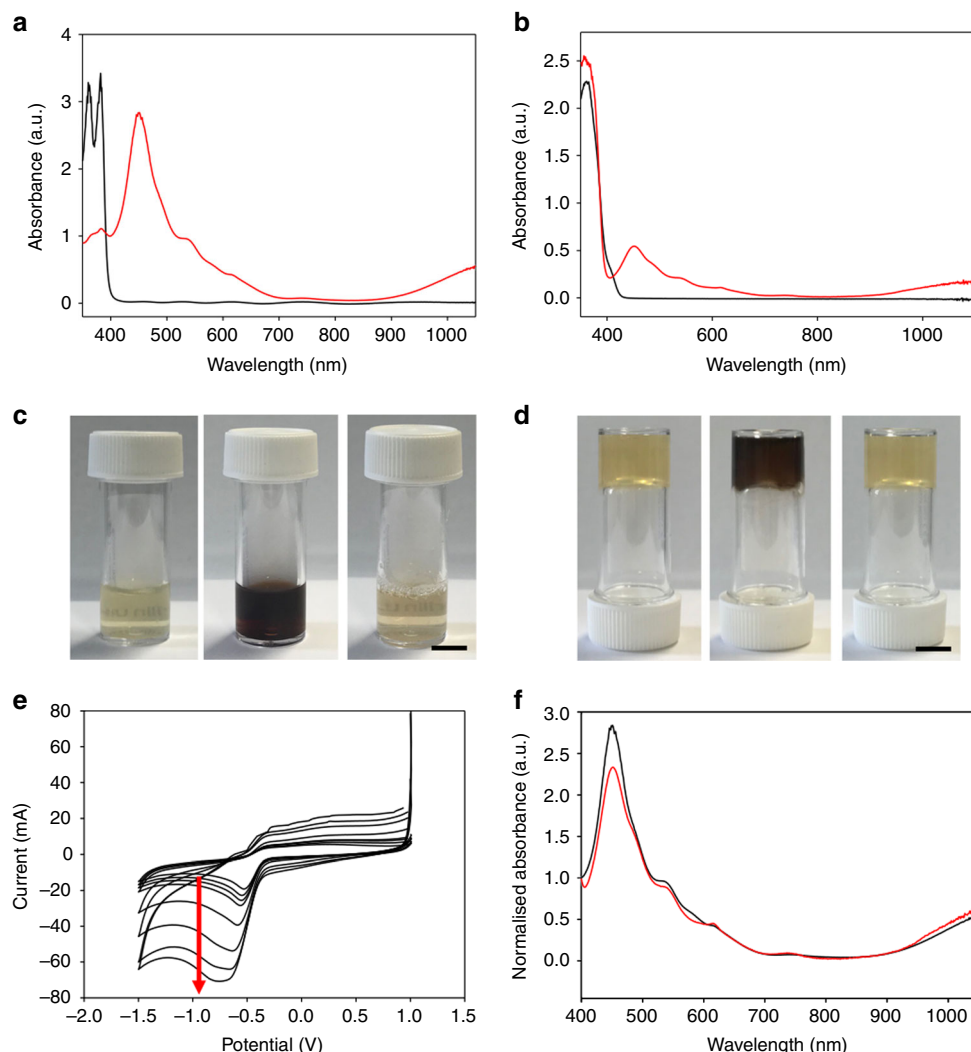 a
4
3
2
1
0
Absorbance (a.u.)
400 500 600 700 800 900 1000
Wavelength (nm)
b
2.5
2.0
1.5
1.0
0.5
0.0
Absorbance (a.u.)
400 600 800 1000
Wavelength (nm)
c
d
e
80
60
40
20
0
–20
–40
–60
–80
Current (mA)
–2.0 –1.5 –1.0 –0.5 0.0 0.5 1.0 1.5
Potential (V)
f
3.0
2.5
2.0
1.5
1.0
0.5
0.0
Normalised absorbance (a.u.)
400 500 600 700 800 900 1000
Wavelength (nm)